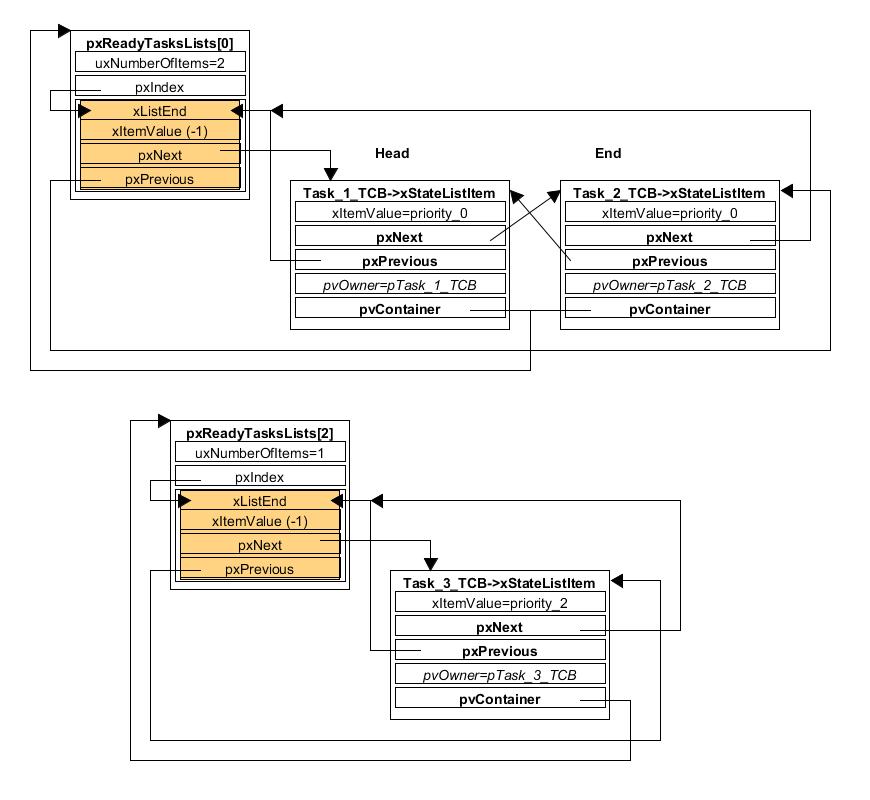 pxReadyTasksLists[0]
uxNumberOfItems=2
pxIndex
xListEnd
xItemValue (-1)
pxNext
pxPrevious
Head
End
Task_1_TCB->xStateListItem
xItemValue=priority_0
pxNext
pxPrevious
pvOwner=pTask_1_TCB
pvContainer
Task_2_TCB->xStateListItem
xItemValue=priority_0
pxNext
pxPrevious
pvOwner=pTask_2_TCB
pvContainer
pxReadyTasksLists[2]
uxNumberOfItems=1
pxIndex
xListEnd
xItemValue (-1)
pxNext
pxPrevious
Task_3_TCB->xStateListItem
xItemValue=priority_2
pxNext
pxPrevious
pvOwner=pTask_3_TCB
pvContainer